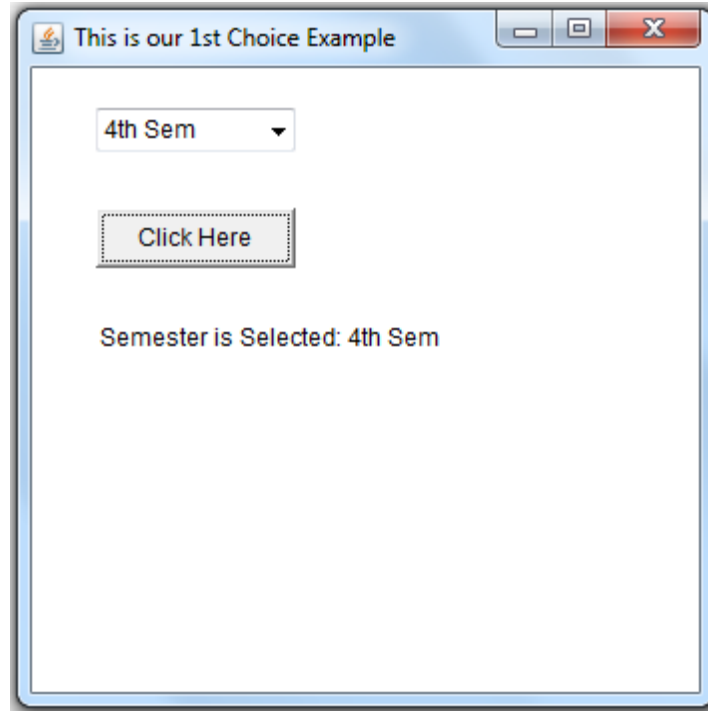 This is our 1st Choice Example
4th Sem
Click Here
Semester is Selected: 4th Sem